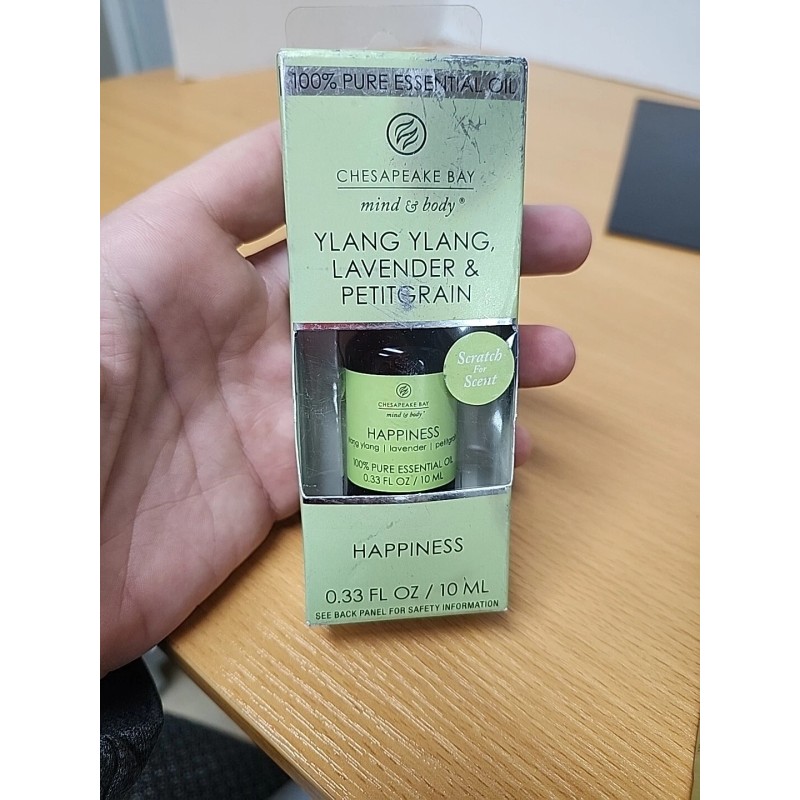 100% PURE ESSENTIAL OIL
CHESAPEAKE BAY
mind & body®
YLANG YLANG,
LAVENDER &
PETITGRAIN
Scratch
For
Scent
CHESAPEAKE BAY
mind & body®
HAPPINESS
ylang | lavender |
100% PURE ESSENTIAL OIL
0.33 FL OZ / 10 ML
HAPPINESS
0.33 FL OZ / 10 ML
SEE BACK PANEL FOR SAFETY INFORMATION